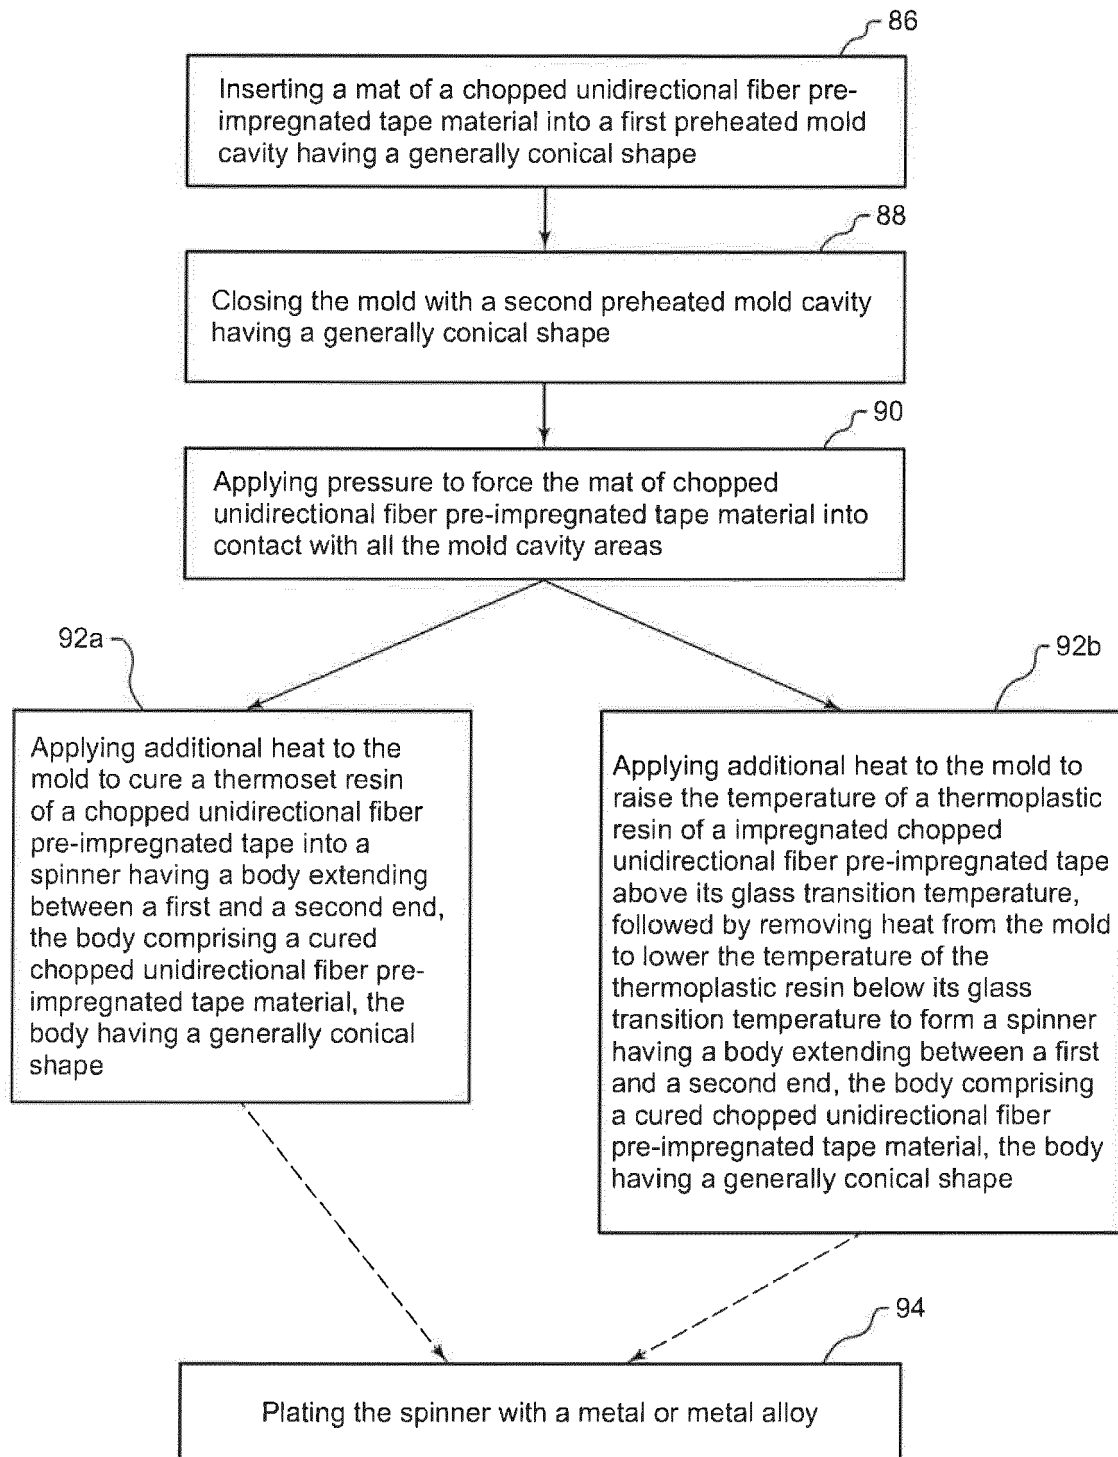 86
Inserting a mat of a chopped unidirectional fiber pre-
impregnated tape material into a first preheated mold
cavity having a generally conical shape
88
Closing the mold with a second preheated mold cavity
having a generally conical shape
90
Applying pressure to force the mat of chopped
unidirectional fiber pre-impregnated tape material into
contact with all the mold cavity areas
92a
Applying additional heat to the
mold to cure a thermoset resin
of a chopped unidirectional fiber
pre-impregnated tape into a
spinner having a body extending
between a first and a second end,
the body comprising a cured
chopped unidirectional fiber pre-
impregnated tape material, the
body having a generally conical
shape
92b
Applying additional heat to the mold to
raise the temperature of a thermoplastic
resin of a impregnated chopped
unidirectional fiber pre-impregnated tape
above its glass transition temperature,
followed by removing heat from the mold
to lower the temperature of the
thermoplastic resin below its glass
transition temperature to form a spinner
having a body extending between a first
and a second end, the body comprising
a cured chopped unidirectional fiber
pre-impregnated tape material, the body
having a generally conical shape
94
Plating the spinner with a metal or metal alloy